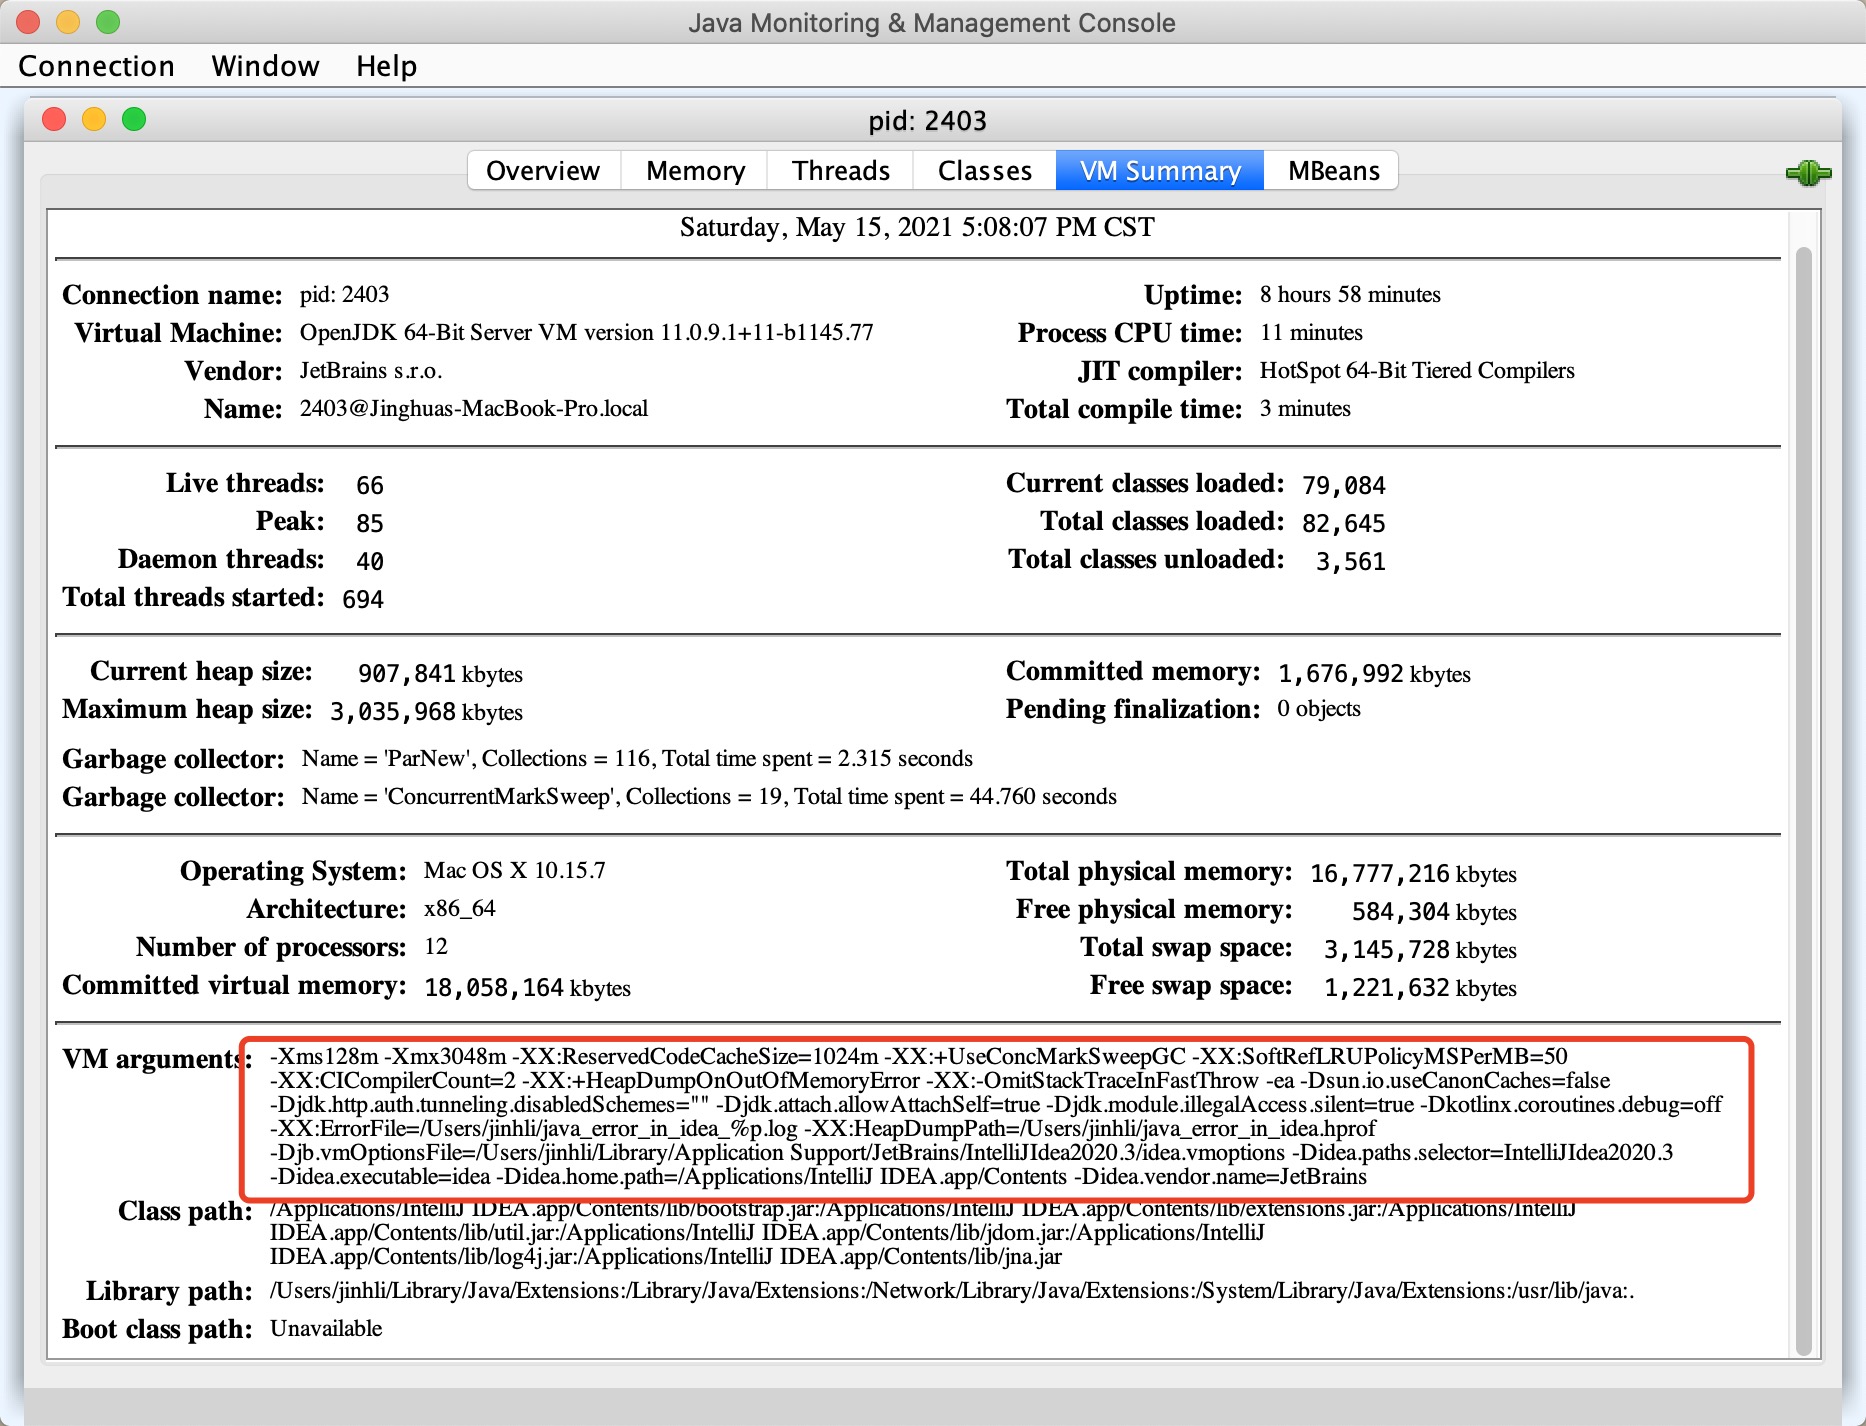 Java Monitoring & Management Console
Connection Window Help
pid: 2403
Overview Memory Threads Classes VM Summary MBeans
Saturday, May 15, 2021 5:08:07 PM CST
Connection name: pid: 2403 Uptime: 8 hours 58 minutes
Virtual Machine: OpenJDK 64-Bit Server VM version 11.0.9.1+11-b1145.77 Process CPU time: 11 minutes
Vendor: JetBrains s.r.o. JIT compiler: HotSpot 64-Bit Tiered Compilers
Name: 2403@Jinghuas-MacBook-Pro.local Total compile time: 3 minutes
Live threads: 66 Current classes loaded: 79,084
Peak: 85 Total classes loaded: 82,645
Daemon threads: 40 Total classes unloaded: 3,561
Total threads started: 694
Current heap size: 907,841 kbytes Committed memory: 1,676,992 kbytes
Maximum heap size: 3,035,968 kbytes Pending finalization: 0 objects
Garbage collector: Name = 'ParNew', Collections = 116, Total time spent = 2.315 seconds
Garbage collector: Name = 'ConcurrentMarkSweep', Collections = 19, Total time spent = 44.760 seconds
Operating System: Mac OS X 10.15.7 Total physical memory: 16,777,216 kbytes
Architecture: x86_64 Free physical memory: 584,304 kbytes
Number of processors: 12 Total swap space: 3,145,728 kbytes
Committed virtual memory: 18,058,164 kbytes Free swap space: 1,221,632 kbytes
VM arguments: -Xms128m -Xmx3048m -XX:ReservedCodeCacheSize=1024m -XX:+UseConcMarkSweepGC -XX:SoftRefLRUPolicyMSPerMB=50
-XX:CICompilerCount=2 -XX:+HeapDumpOnOutOfMemoryError -XX:-OmitStackTraceInFastThrow -ea -Dsun.io.useCanonCaches=false
-Djdk.http.auth.tunneling.disabledSchemes="" -Djdk.attach.allowAttachSelf=true -Djdk.module.illegalAccess.silent=true -Dkotlinx.coroutines.debug=off
-XX:ErrorFile=/Users/jinhli/java_error_in_idea_%p.log -XX:HeapDumpPath=/Users/jinhli/java_error_in_idea.hprof
-Djb.vmOptionsFile=/Users/jinhli/Library/Application Support/JetBrains/IntelliJIdea2020.3/idea.vmoptions -Didea.paths.selector=IntelliJIdea2020.3
-Didea.executable=idea -Didea.home.path=/Applications/IntelliJ IDEA.app/Contents -Didea.vendor.name=JetBrains
Class path: /Applications/IntelliJ IDEA.app/Contents/lib/bootstrap.jar:/Applications/IntelliJ IDEA.app/Contents/lib/extensions.jar:/Applications/IntelliJ
IDEA.app/Contents/lib/util.jar:/Applications/IntelliJ IDEA.app/Contents/lib/jdom.jar:/Applications/IntelliJ
IDEA.app/Contents/lib/log4j.jar:/Applications/IntelliJ IDEA.app/Contents/lib/jna.jar
Library path: /Users/jinhli/Library/Java/Extensions:/Library/Java/Extensions:/Network/Library/Java/Extensions:/System/Library/Java/Extensions:/usr/lib/java:.
Boot class path: Unavailable